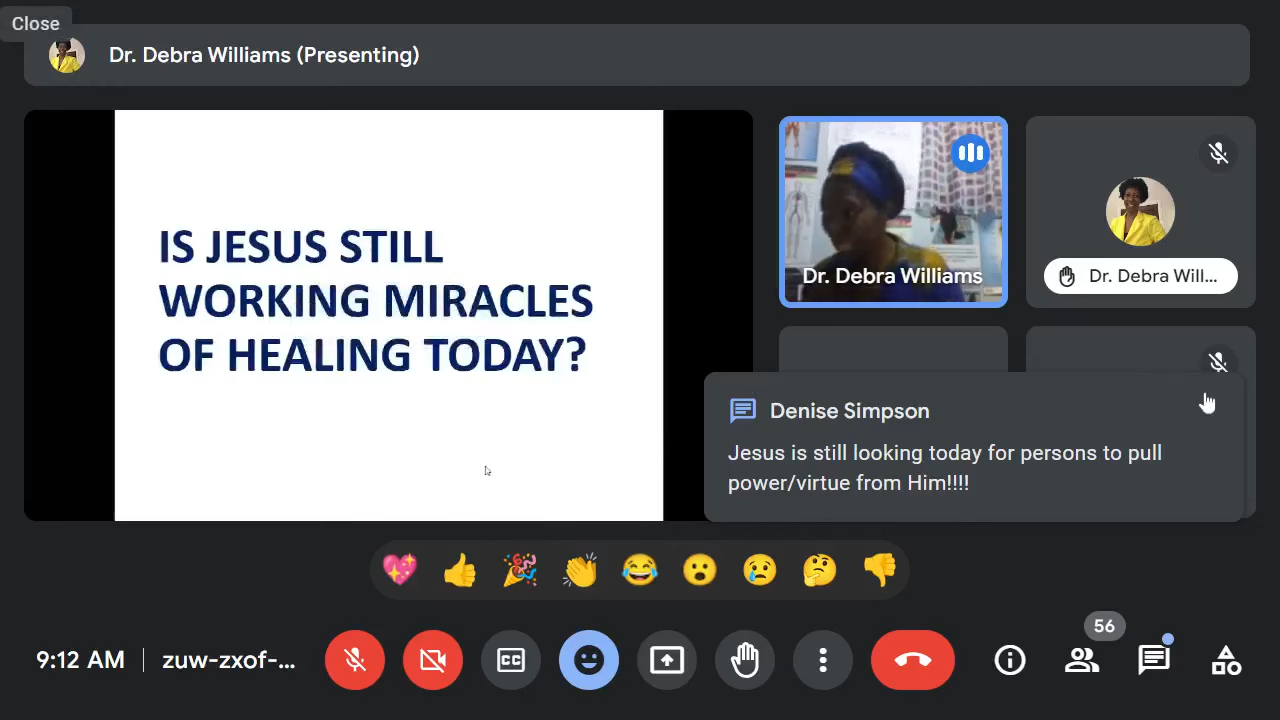 Close
Dr. Debra Williams (Presenting)
IS JESUS STILL
WORKING MIRACLES
OF HEALING TODAY?
Dr. Debra Williams
Dr. Debra Will...
Denise Simpson
Jesus is still looking today for persons to pull
power/virtue from Him!!!!
9:12 AM
zuw-zxof-...
CC
56